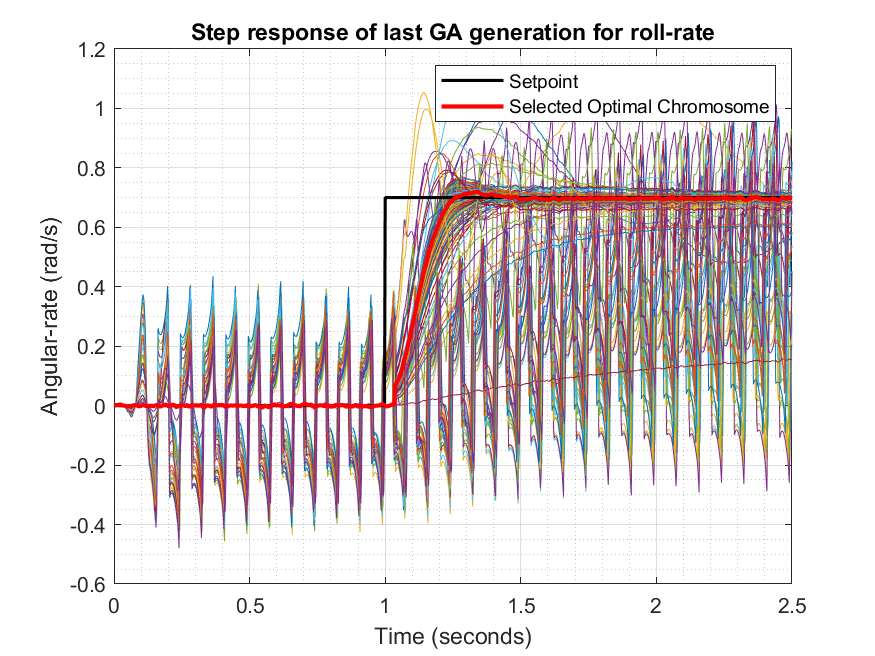 Step response of last GA generation for roll-rate
1.2
1
0.8
0.6
0.4
0.2
0
-0.2
-0.4
-0.6
Angular-rate (rad/s)
Setpoint
Selected Optimal Chromosome
0 0.5 1 1.5 2 2.5
Time (seconds)